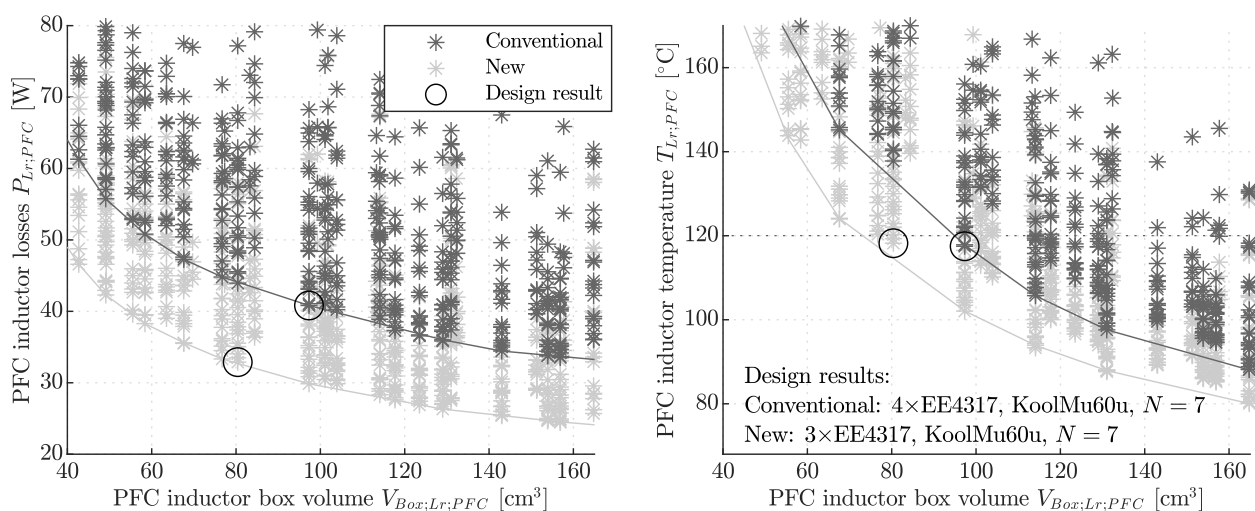 PFC inductor losses P_{Lr;PFC} [W]
80
70
60
50
40
30
20
40 60 80 100 120 140 160
PFC inductor box volume V_{Box;Lr;PFC} [cm³]
Conventional
New
Design result
PFC inductor temperature T_{Lr;PFC} [°C]
160
140
120
100
80
40 60 80 100 120 140 160
PFC inductor box volume V_{Box;Lr;PFC} [cm³]
Design results:
Conventional: 4×EE4317, KoolMu60u, N = 7
New: 3×EE4317, KoolMu60u, N = 7